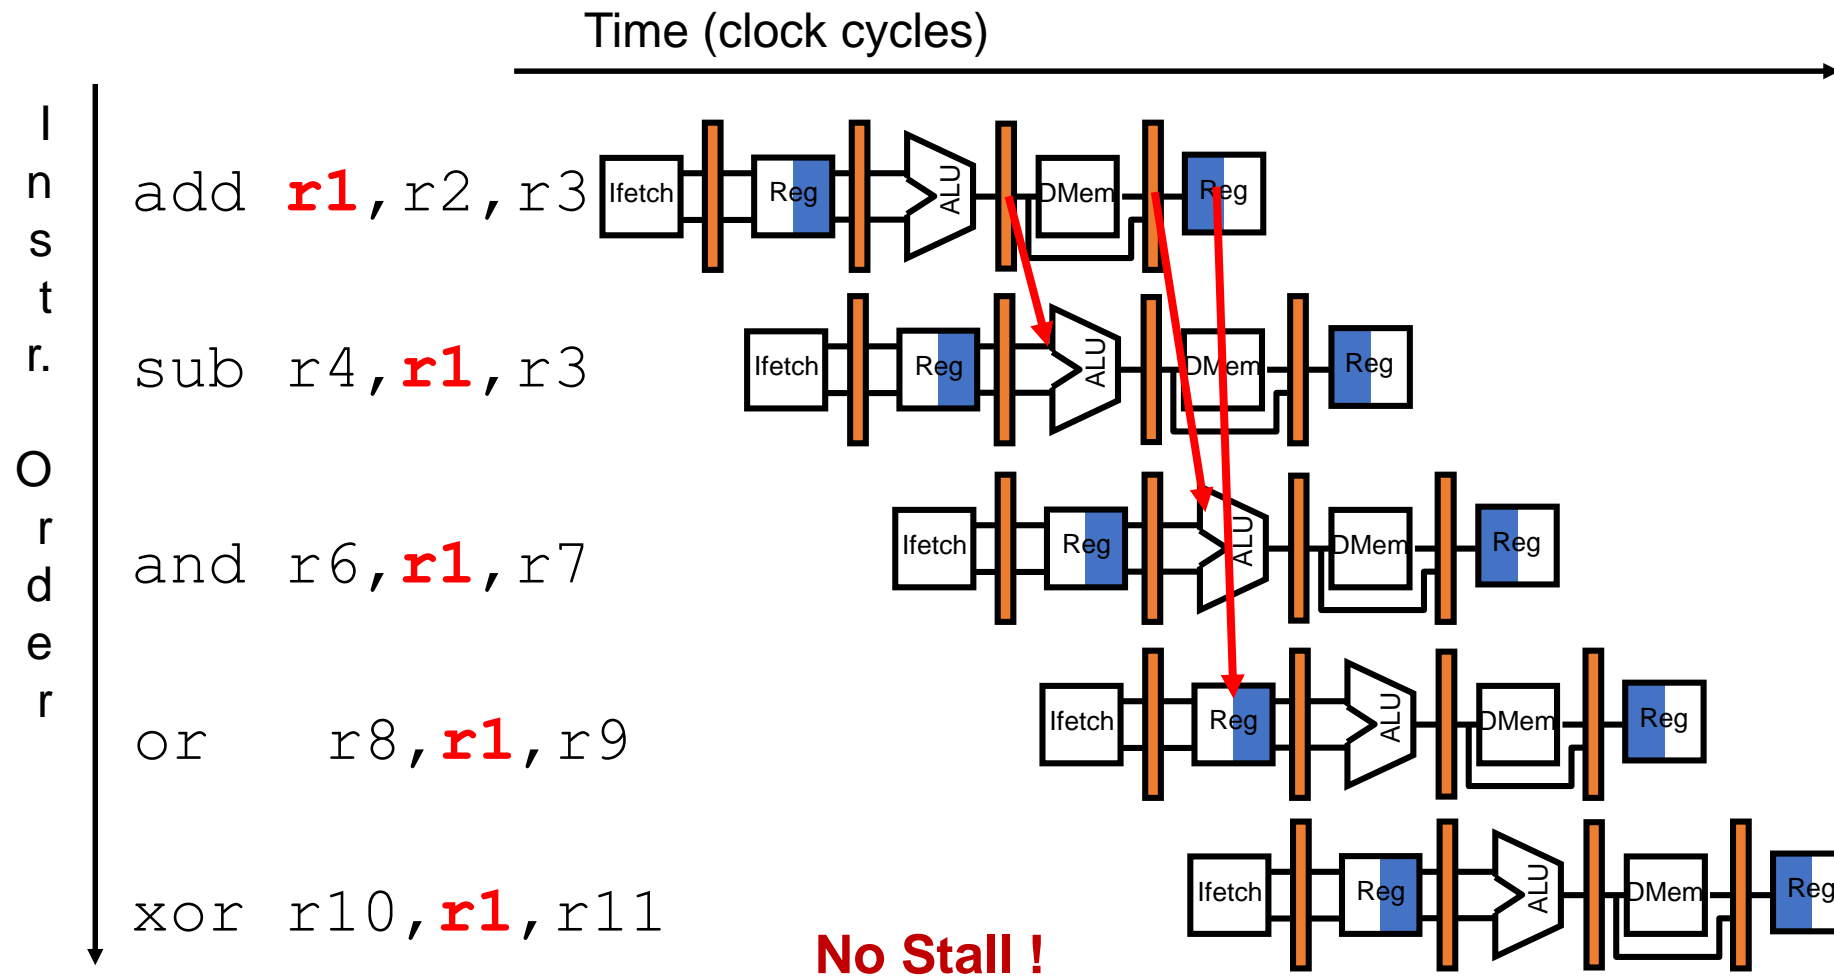 Time (clock cycles)
Instr. Order
add r1,r2,r3
Ifetch Reg ALU DMem Reg
sub r4,r1,r3
Ifetch Reg ALU DMem Reg
and r6,r1,r7
Ifetch Reg ALU DMem Reg
or r8,r1,r9
Ifetch Reg ALU DMem Reg
xor r10,r1,r11
Ifetch Reg ALU DMem Reg
No Stall !